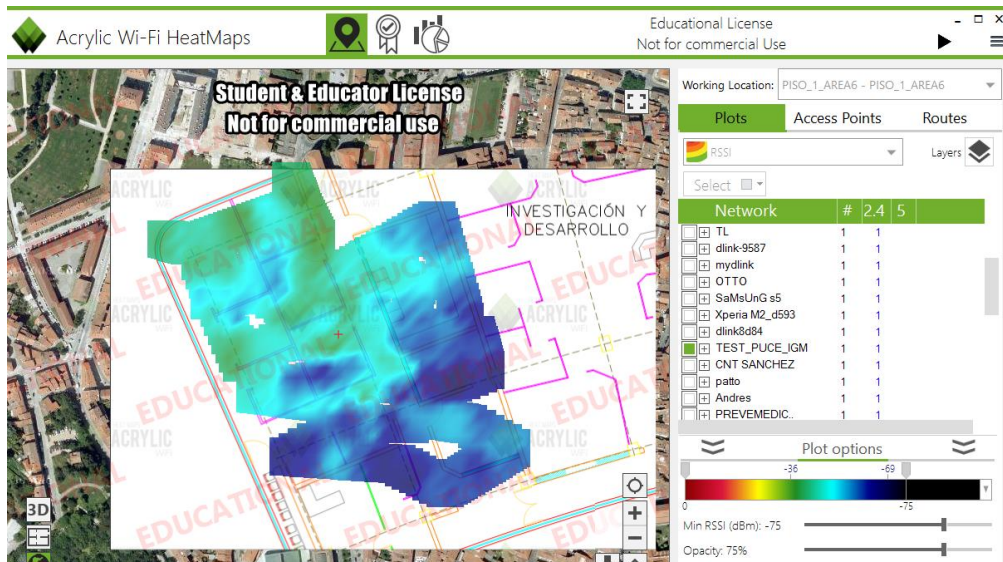 Acrylic Wi-Fi HeatMaps
Educational License
Not for commercial Use
Student & Educator License
Not for commercial use
INVESTIGACIÓN Y
DESARROLLO
ACRYLIC
WIFI
EDUCATIONAL
3D
Working Location: PISO_1_AREA6 - PISO_1_AREA6
Plots Access Points Routes
RSSI Layers
Select
Network # 2.4 5
TL 1 1
dlink-9587 1 1
mydlink 1 1
OTTO 1 1
SaMsUnG s5 1 1
Xperia M2_d593 1 1
dlink8d84 1 1
TEST_PUCE_IGM 1 1
CNT SANCHEZ 1 1
patto 1 1
Andres 1 1
PREVEMEDIC.. 1 1
Plot options
-36 -69
0 -75
Min RSSI (dBm): -75
Opacity: 75%